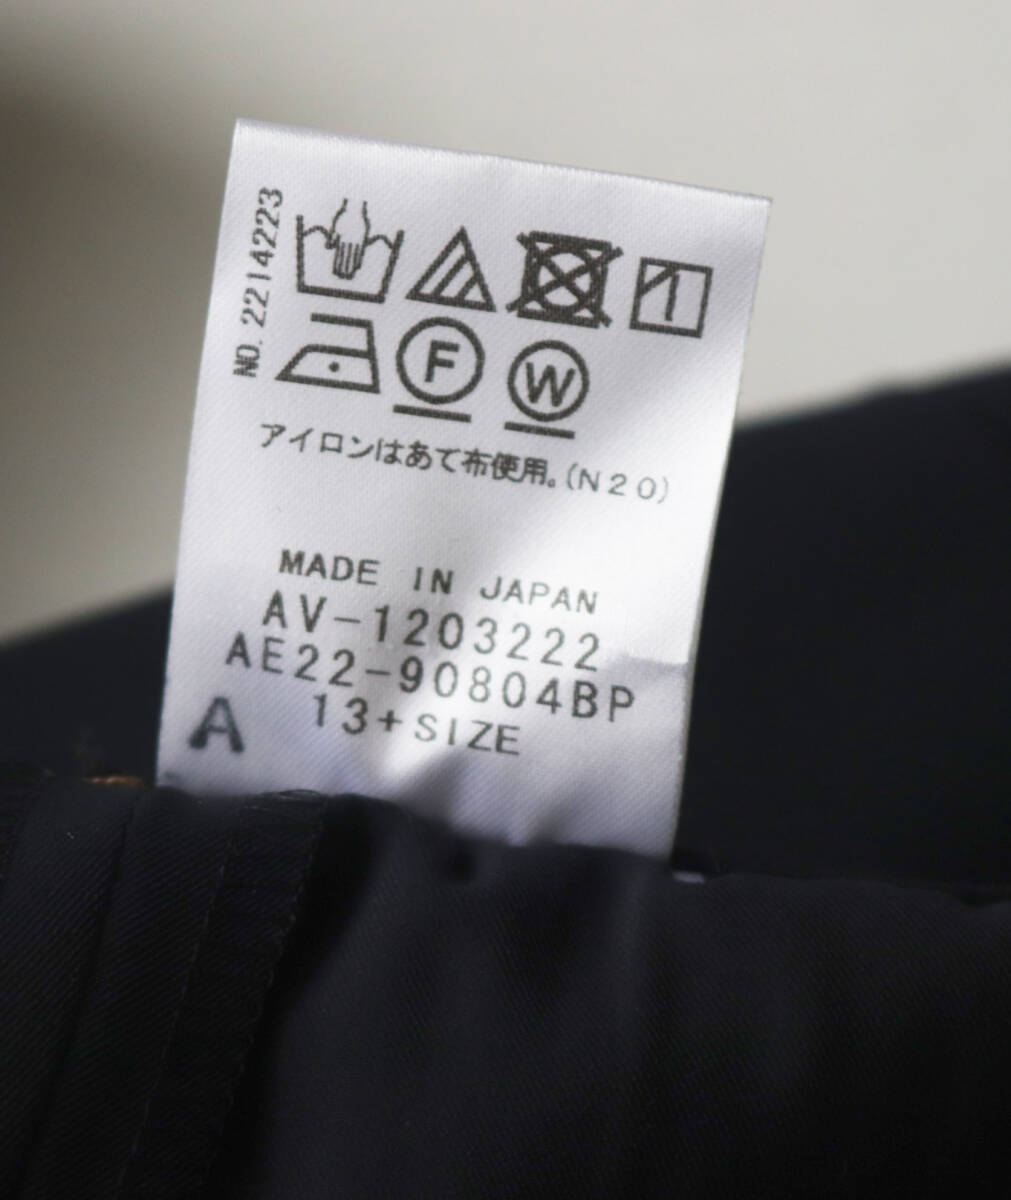 NO. 2214223
F W
アイロンはあて布使用。(N20)
MADE IN JAPAN
AV-1203222
AE22-90804BP
13+SIZE
A